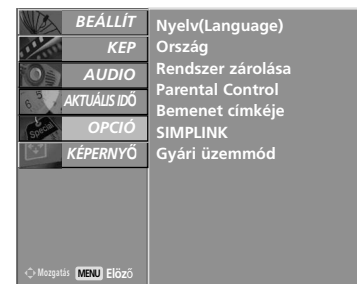 BEÁLLÍT
KEP
AUDIO
AKTUÁLIS IDŐ
OPCIÓ
KÉPERNYŐ
Nyelv(Language)
Ország
Rendszer zárolása
Parental Control
Bemenet címkéje
SIMPLINK
Gyári üzemmód
Special
Mozgatás MENU Előző